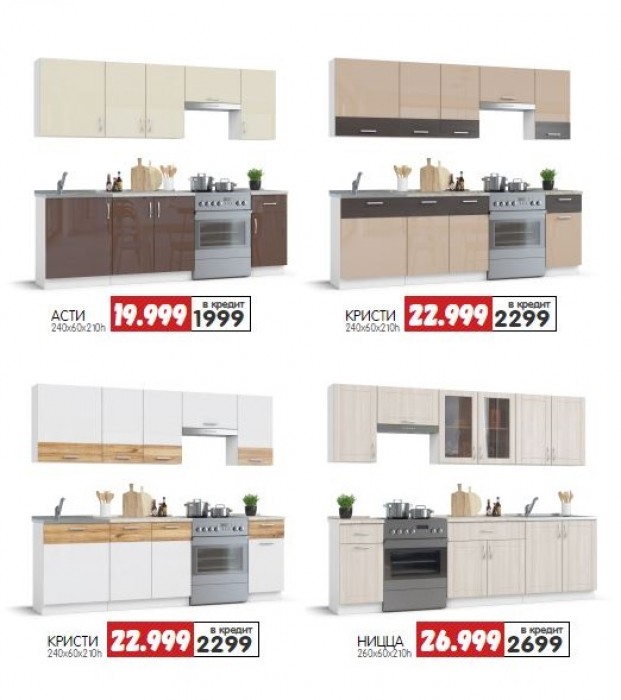 АСТИ
240x60x210h
19.999
в кредит
1999
КРИСТИ
240x60x210h
22.999
в кредит
2299
КРИСТИ
240x60x210h
22.999
в кредит
2299
НИЦЦА
260x60x210h
26.999
в кредит
2699